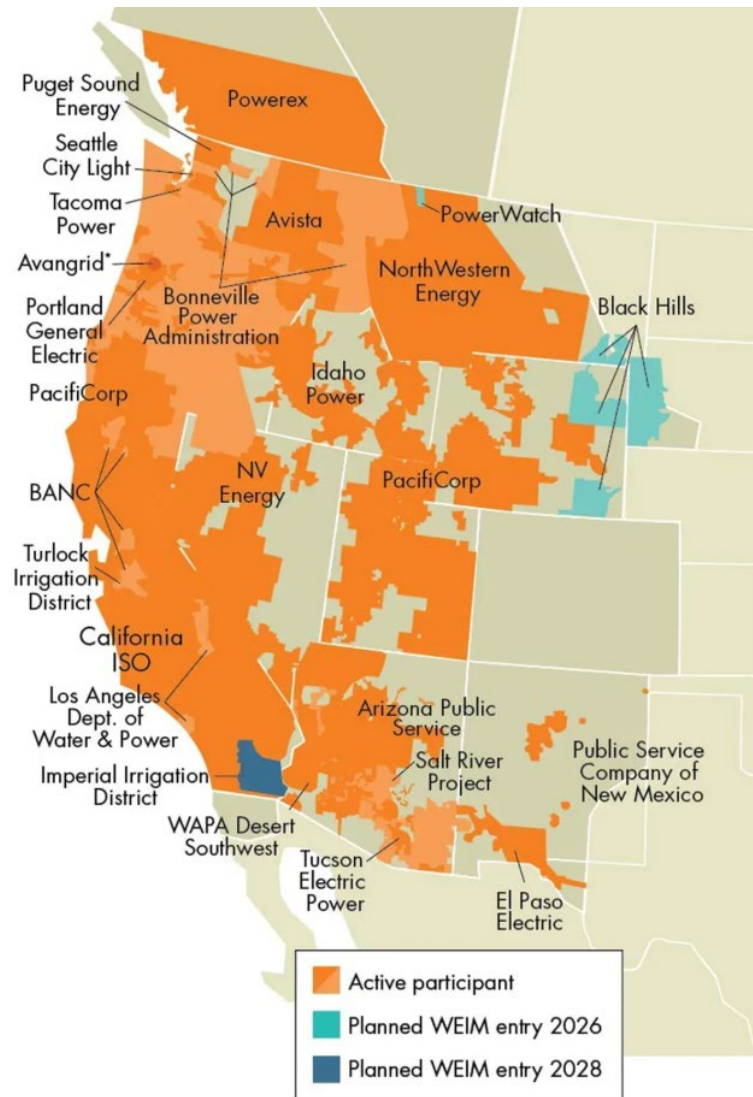 Puget Sound
Energy
Powerex
Seattle
City Light
Tacoma
Power
Avista
PowerWatch
Avangrid*
NorthWestern
Energy
Bonneville
Power
Administration
Black Hills
Portland
General
Electric
Idaho
Power
PacifiCorp
NV
Energy
PacifiCorp
BANC
Turlock
Irrigation
District
California
ISO
Los Angeles
Dept. of
Water & Power
Arizona Public
Service
Salt River
Project
Public Service
Company of
New Mexico
Imperial Irrigation
District
WAPA Desert
Southwest
Tucson
Electric
Power
El Paso
Electric
Active participant
Planned WEIM entry 2026
Planned WEIM entry 2028